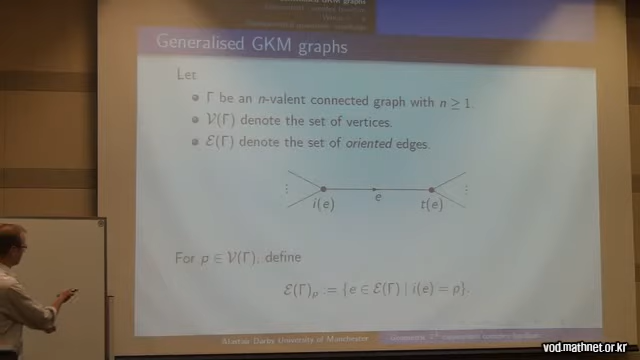 Generalised GKM graphs
Let
Γ be an n-valent connected graph with n ≥ 1.
𝒱(Γ) denote the set of vertices.
ℰ(Γ) denote the set of oriented edges.
i(e) e t(e)
For p ∈ 𝒱(Γ), define
ℰ(Γ)ₚ := {e ∈ ℰ(Γ) | i(e) = p}.
Alastair Darby University of Manchester
vod.mathnet.or.kr